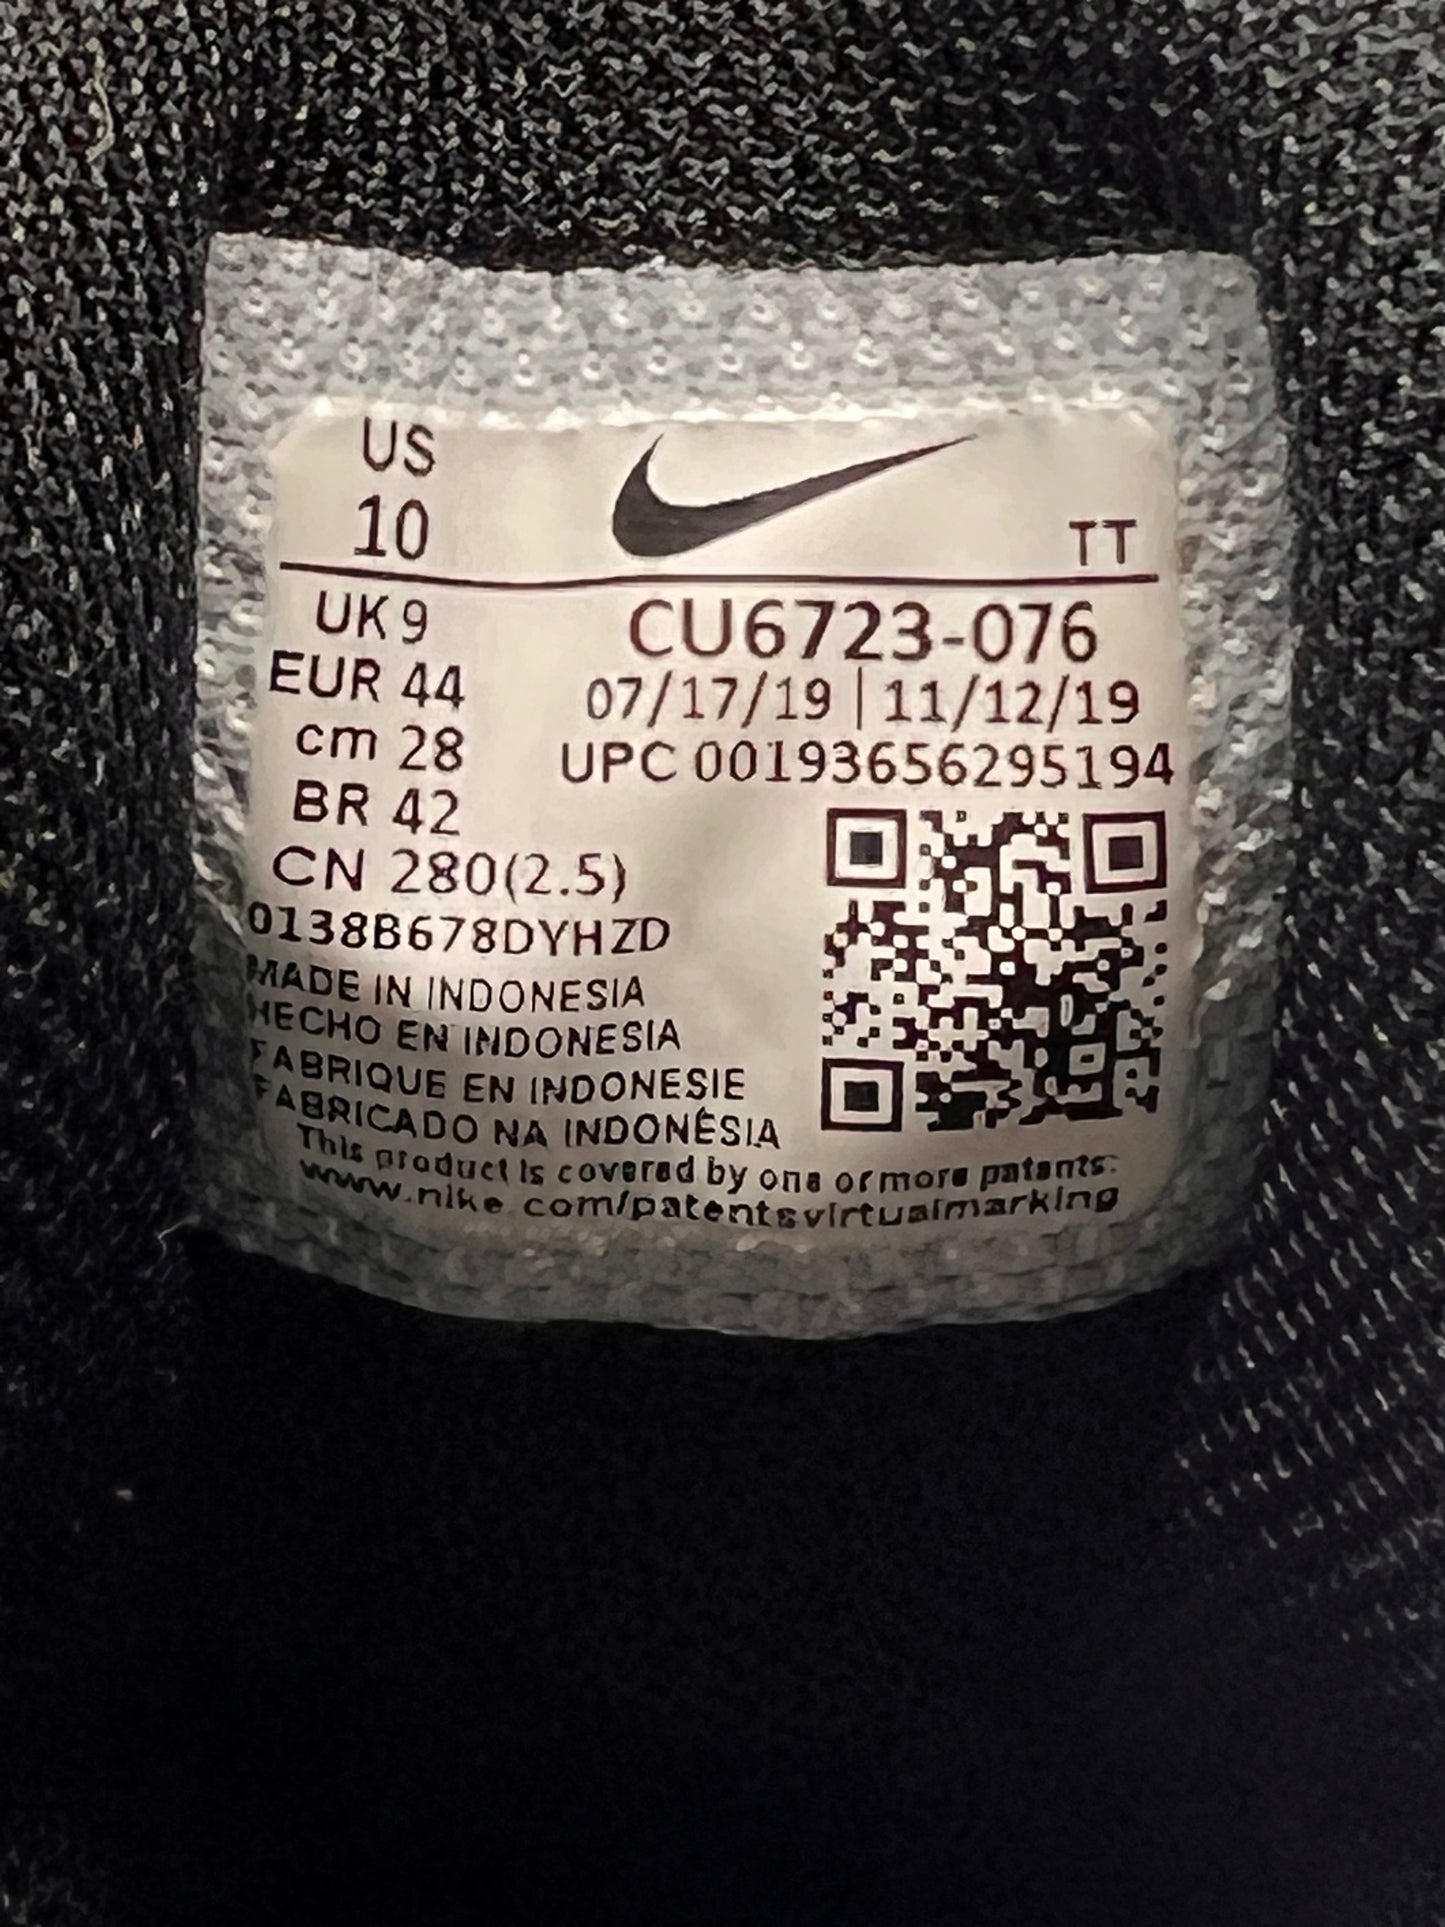 US
10
TT
UK 9
CU6723-076
EUR 44
07/17/19 | 11/12/19
cm 28
UPC 00193656295194
BR 42
CN 280(2.5)
0138B678DYHZD
MADE IN INDONESIA
HECHO EN INDONESIA
FABRIQUE EN INDONESIE
FABRICADO NA INDONÉSIA
This product is covered by one or more patents:
www.nike.com/patentsvirtualmarking